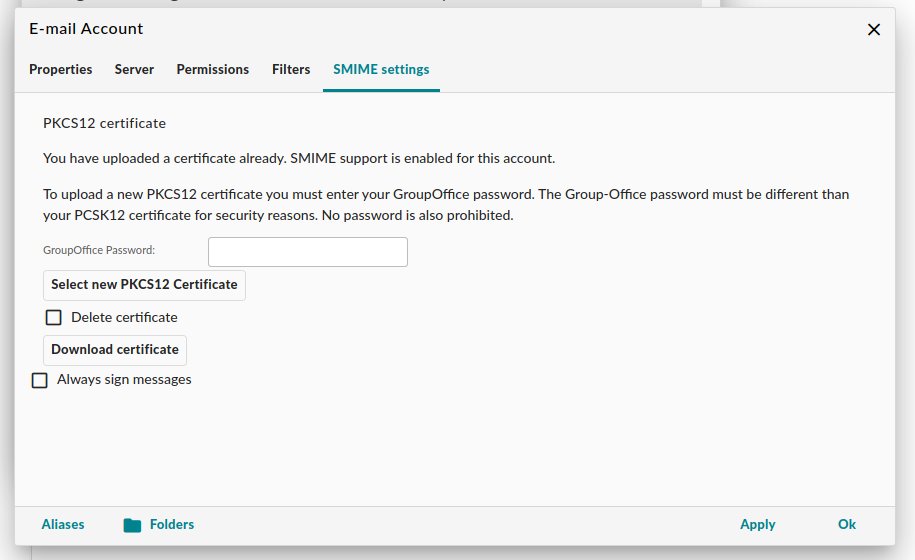 E-mail Account
Properties Server Permissions Filters SMIME settings
PKCS12 certificate
You have uploaded a certificate already. SMIME support is enabled for this account.
To upload a new PKCS12 certificate you must enter your GroupOffice password. The Group-Office password must be different than
your PCSK12 certificate for security reasons. No password is also prohibited.
GroupOffice Password:
Select new PKCS12 Certificate
Delete certificate
Download certificate
Always sign messages
Aliases Folders Apply Ok